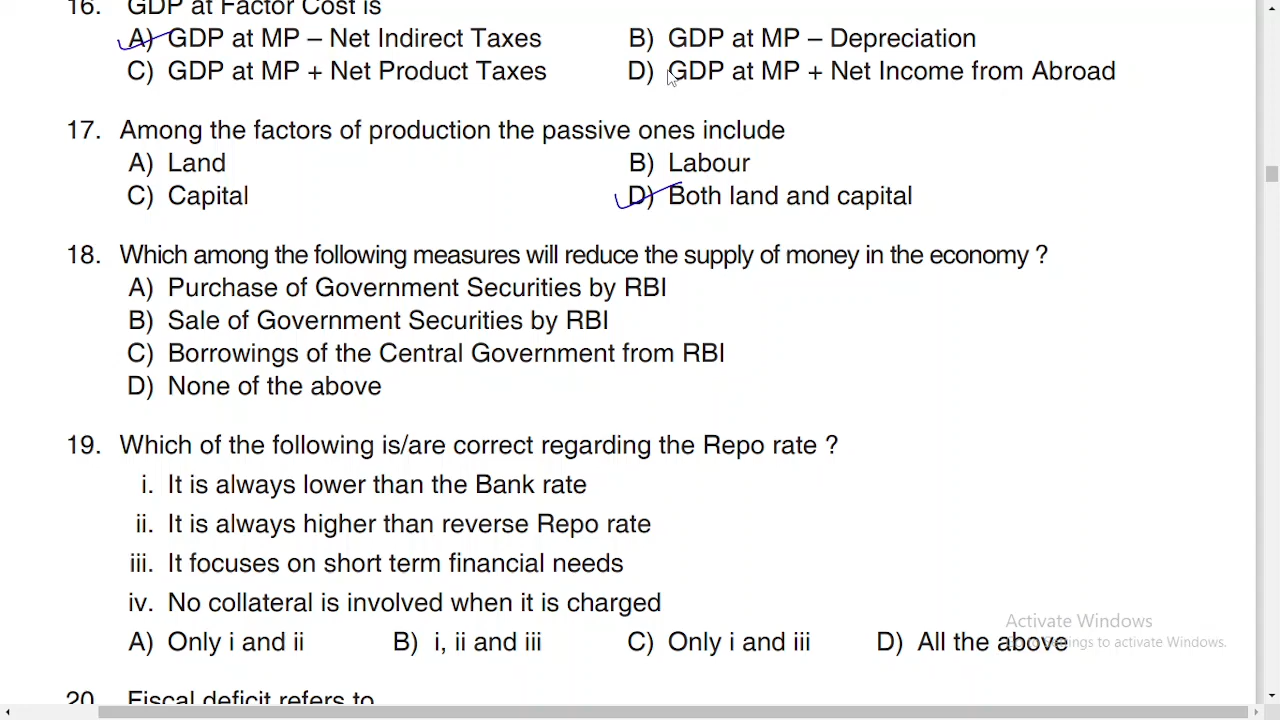 16. GDP at Factor Cost is
A) GDP at MP – Net Indirect Taxes B) GDP at MP – Depreciation
C) GDP at MP + Net Product Taxes D) GDP at MP + Net Income from Abroad
17. Among the factors of production the passive ones include
A) Land B) Labour
C) Capital D) Both land and capital
18. Which among the following measures will reduce the supply of money in the economy ?
A) Purchase of Government Securities by RBI
B) Sale of Government Securities by RBI
C) Borrowings of the Central Government from RBI
D) None of the above
19. Which of the following is/are correct regarding the Repo rate ?
i. It is always lower than the Bank rate
ii. It is always higher than reverse Repo rate
iii. It focuses on short term financial needs
iv. No collateral is involved when it is charged
Activate Windows
A) Only i and ii B) i, ii and iii C) Only i and iii D) All the above
to activate Windows.
20. Fiscal deficit refers to